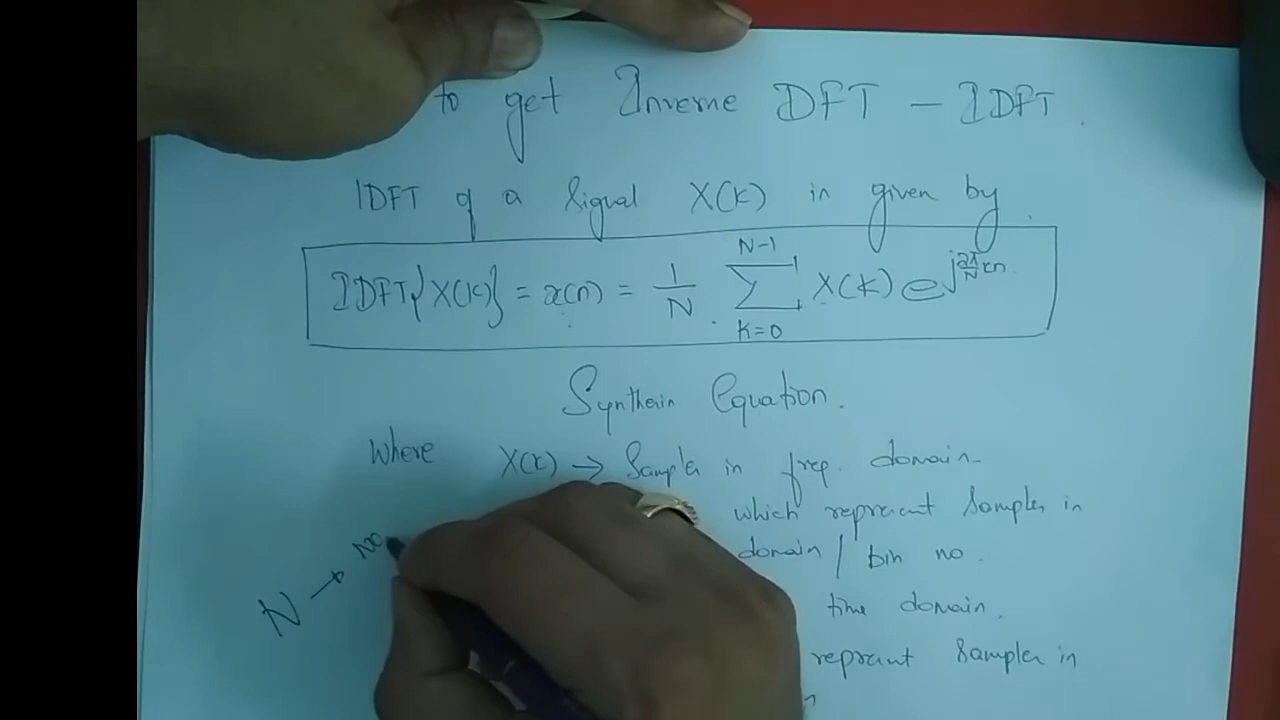 to get Inverse DFT - IDFT.
IDFT of a signal X(k) is given by
IDFT{X(k)} = x(n) = 1/N N-1 Σ k=0 X(k) e^{j 2π/N kn}
Synthesis Equation.
Where X(k) → Samples in freq. domain.
which represent samples in
domain / bin no.
time domain.
represent samples in
N → no